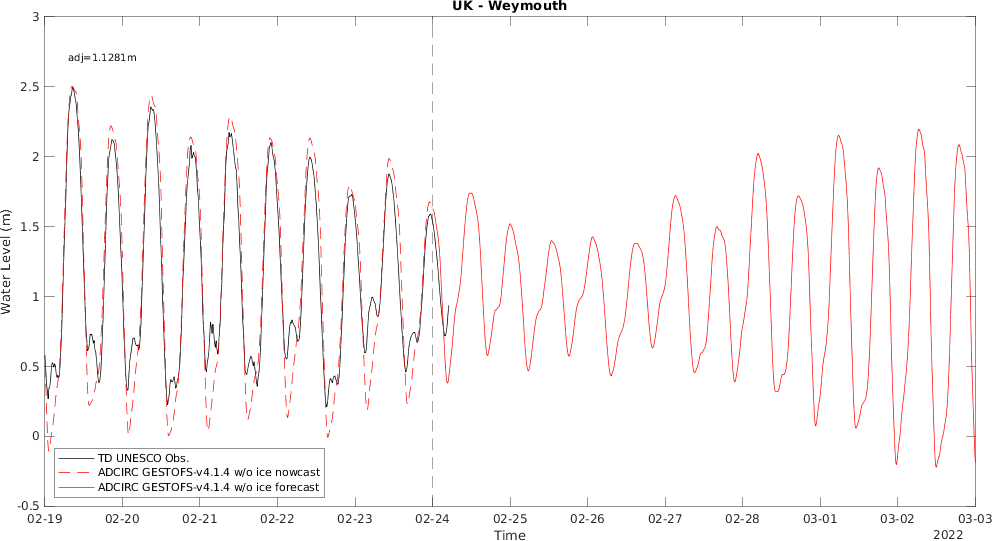 UK - Weymouth
adj=1.1281m
3
2.5
2
1.5
1
0.5
0
-0.5
Water Level (m)
TD UNESCO Obs.
ADCIRC GESTOFS-v4.1.4 w/o ice nowcast
ADCIRC GESTOFS-v4.1.4 w/o ice forecast
02-19 02-20 02-21 02-22 02-23 02-24 02-25 02-26 02-27 02-28 03-01 03-02 03-03
Time
2022